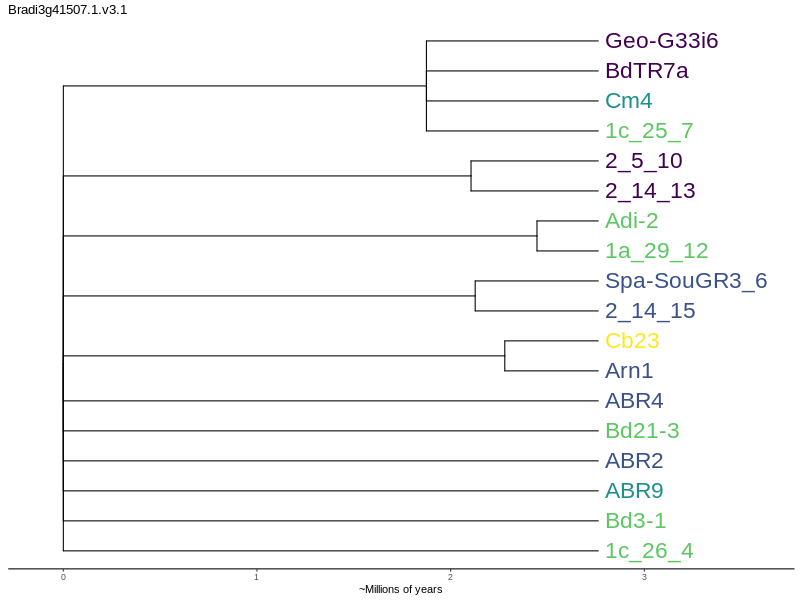 Bradi3g41507.1.v3.1
Geo-G33i6
BdTR7a
Cm4
1c_25_7
2_5_10
2_14_13
Adi-2
1a_29_12
Spa-SouGR3_6
2_14_15
Cb23
Arn1
ABR4
Bd21-3
ABR2
ABR9
Bd3-1
1c_26_4
0 1 2 3
~Millions of years